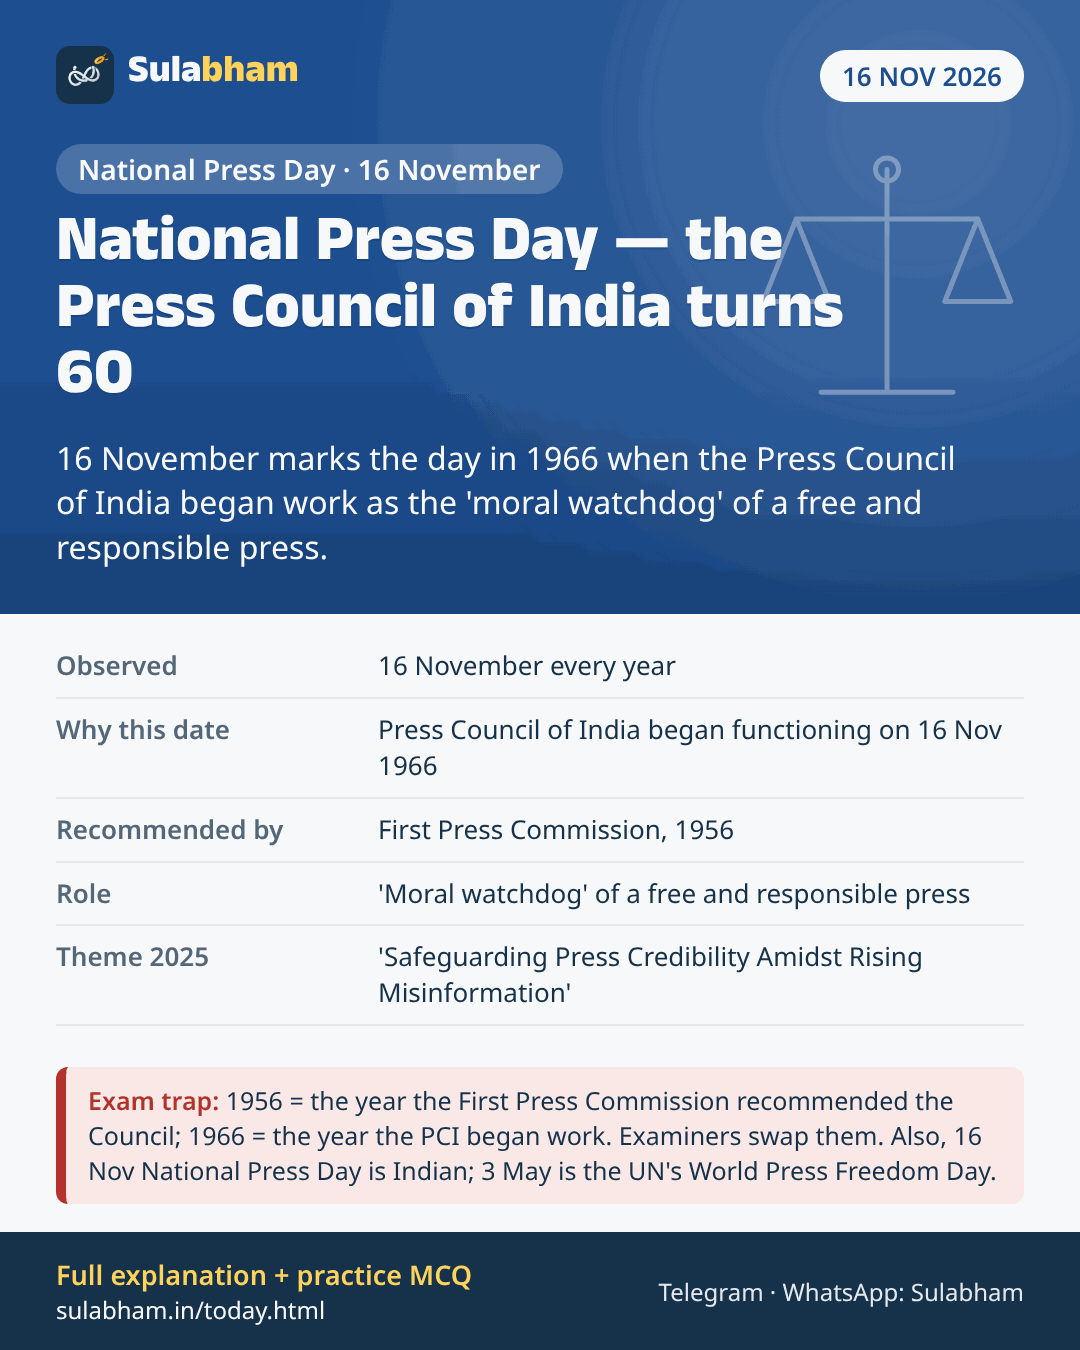 Sulabham
16 NOV 2026
National Press Day · 16 November
National Press Day — the
Press Council of India turns
60
16 November marks the day in 1966 when the Press Council
of India began work as the 'moral watchdog' of a free and
responsible press.
Observed
16 November every year
Why this date
Press Council of India began functioning on 16 Nov
1966
Recommended by
First Press Commission, 1956
Role
'Moral watchdog' of a free and responsible press
Theme 2025
'Safeguarding Press Credibility Amidst Rising
Misinformation'
Exam trap: 1956 = the year the First Press Commission recommended the
Council; 1966 = the year the PCI began work. Examiners swap them. Also, 16
Nov National Press Day is Indian; 3 May is the UN's World Press Freedom Day.
Full explanation + practice MCQ
sulabham.in/today.html
Telegram · WhatsApp: Sulabham